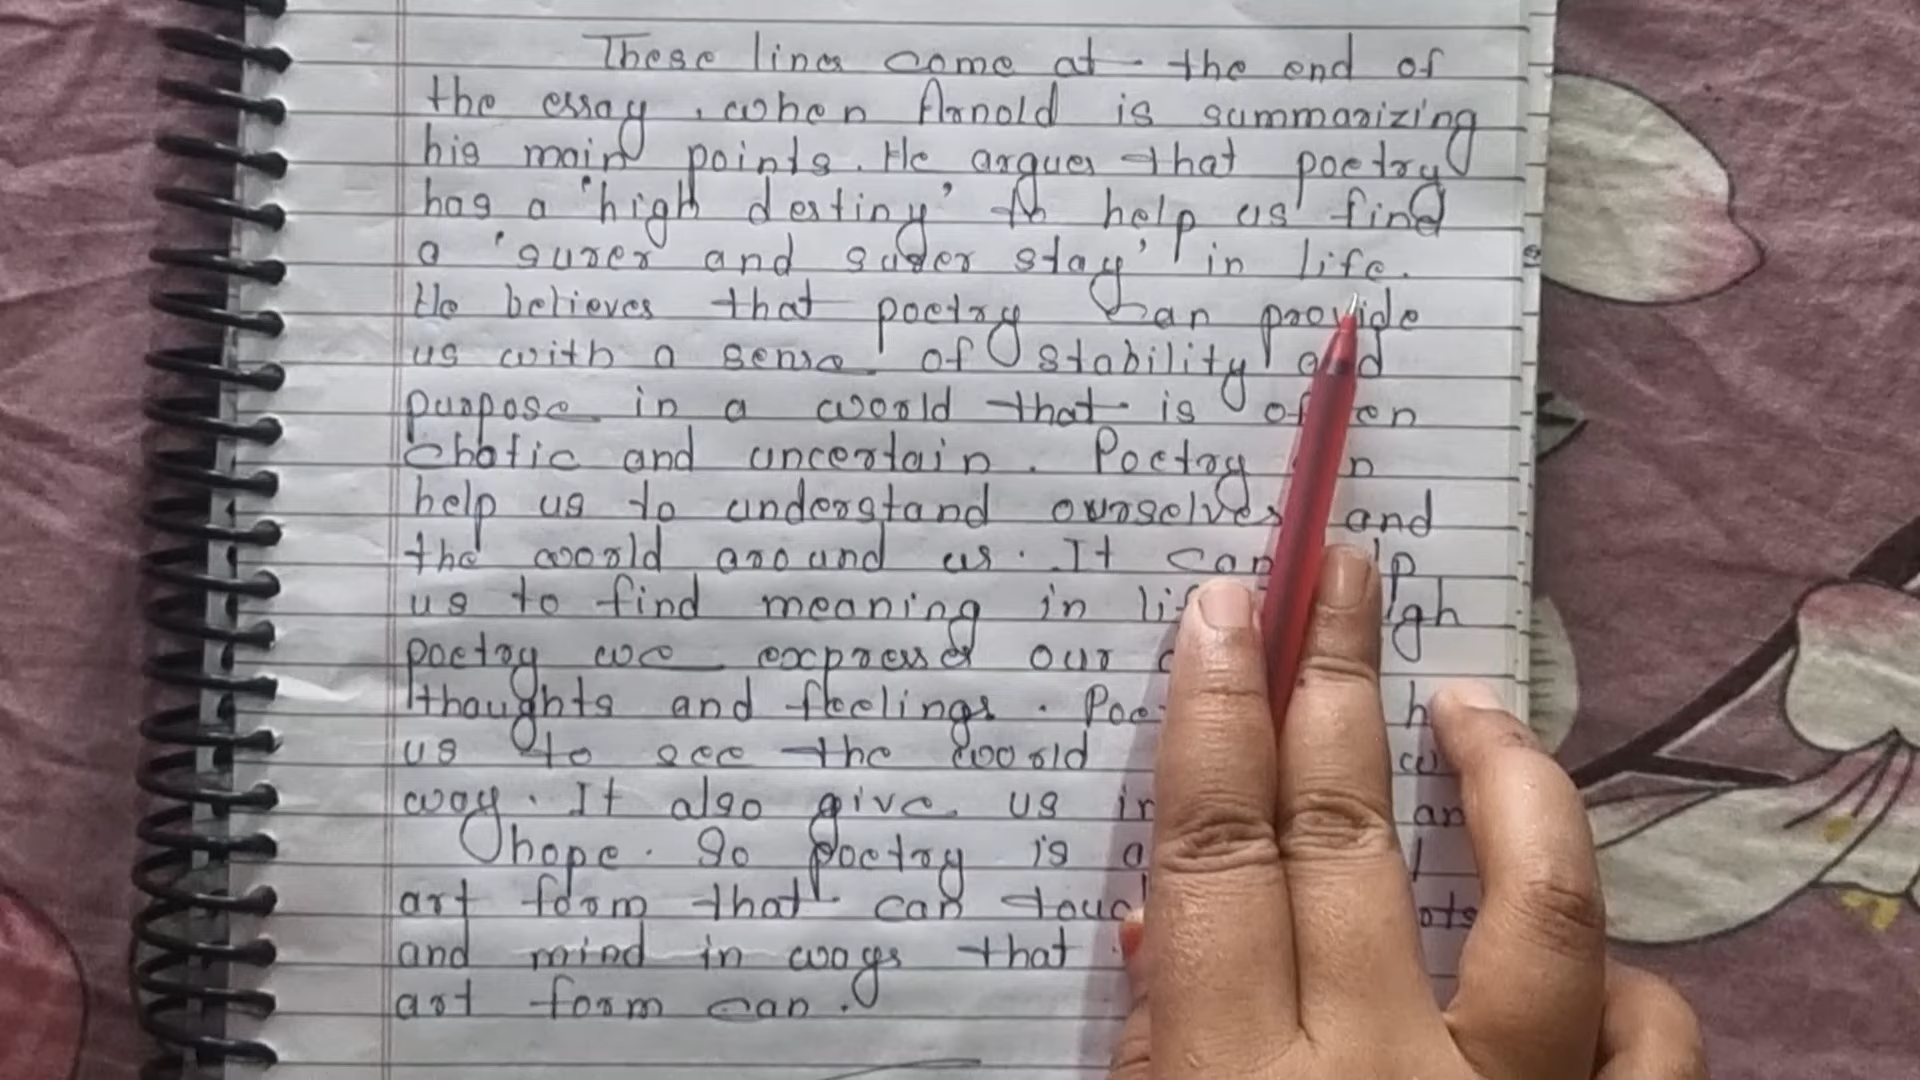 These lines come at the end of
the essay, when Arnold is summarizing
his main points. He argues that poetry
has a 'high destiny' to help us find
a 'surer and surer stay' in life.
He believes that poetry can provide
us with a sense of stability and
purpose in a world that is often
chotic and uncertain. Poetry
help us to understand ourselves and
the world around us. It can
us to find meaning in
poetry we express our
thoughts and feelings.
us to see the world
way. It also give us
hope. So poetry is a
art form that can
and mind in ways that
art form can.